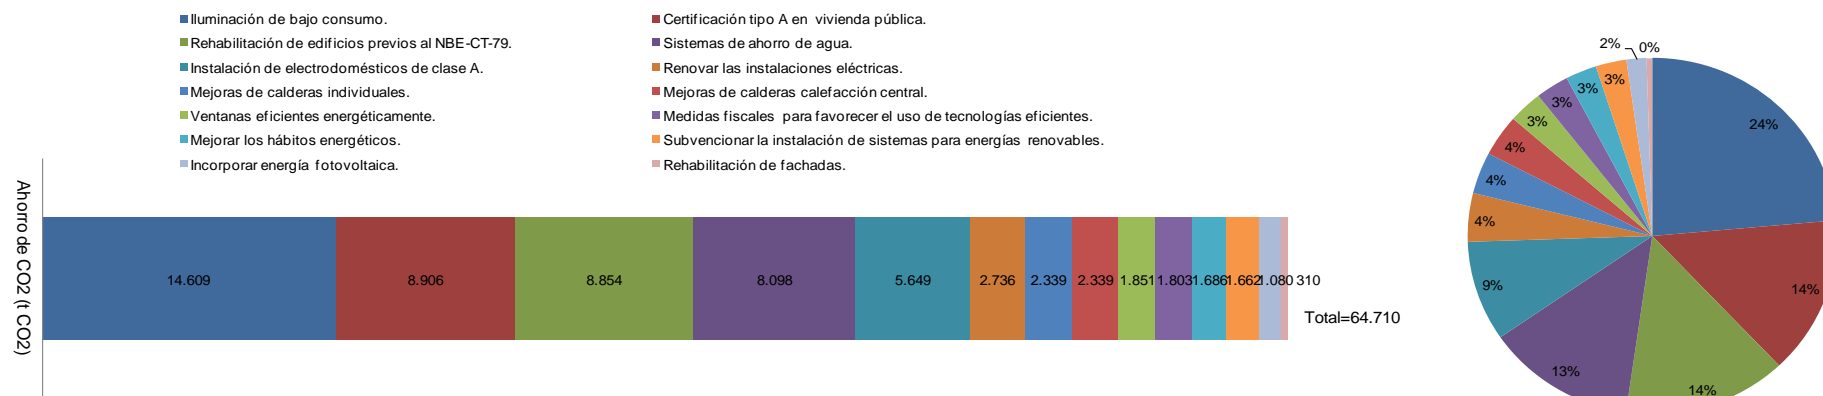 Iluminación de bajo consumo.
Certificación tipo A en vivienda pública.
Rehabilitación de edificios previos al NBE-CT-79.
Sistemas de ahorro de agua.
Instalación de electrodomésticos de clase A.
Renovar las instalaciones eléctricas.
Mejoras de calderas individuales.
Mejoras de calderas calefacción central.
Ventanas eficientes energéticamente.
Medidas fiscales para favorecer el uso de tecnologías eficientes.
Mejorar los hábitos energéticos.
Subvencionar la instalación de sistemas para energías renovables.
Incorporar energía fotovoltaica.
Rehabilitación de fachadas.
Ahorro de CO2 (t CO2)
14.609
8.906
8.854
8.098
5.649
2.736
2.339
2.339
1.851
1.803
1.686
1.662
1.080
310
Total=64.710
24%
14%
14%
13%
9%
4%
4%
4%
3%
3%
3%
3%
2%
0%